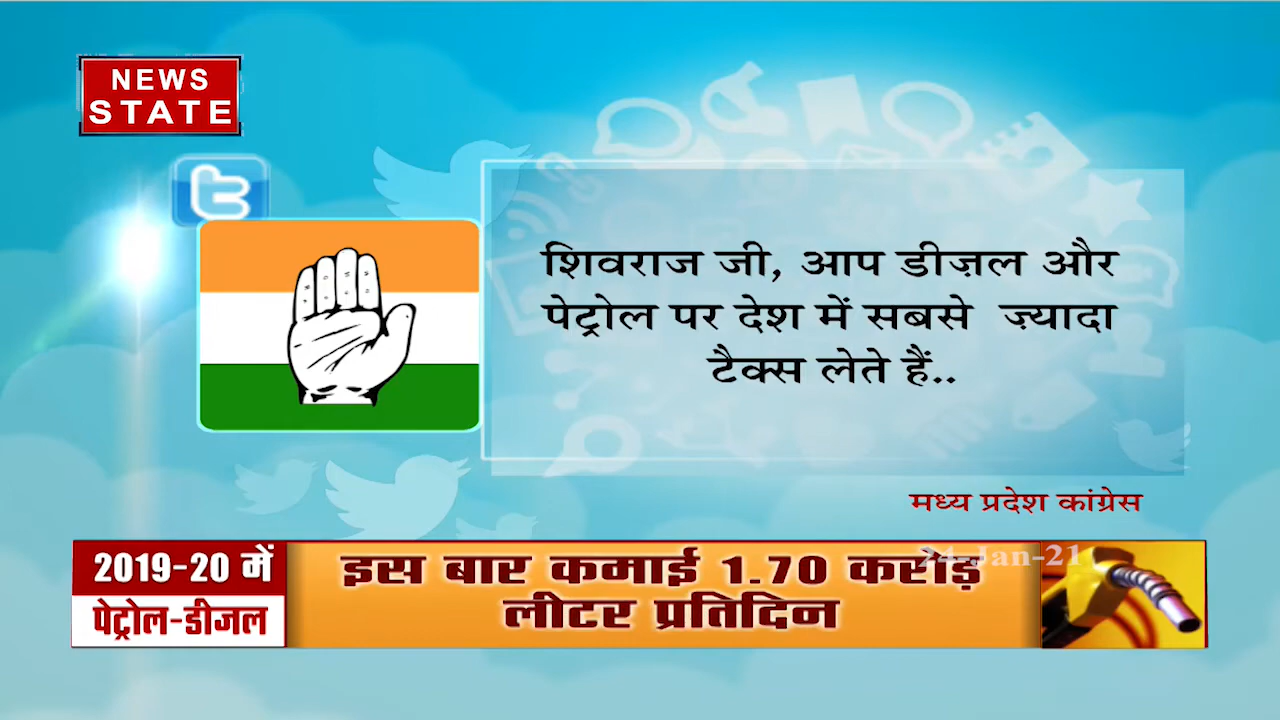 NEWS
STATE
शिवराज जी, आप डीज़ल और
पेट्रोल पर देश में सबसे ज़्यादा
टैक्स लेते हैं..
मध्य प्रदेश कांग्रेस
2019-20 में
पेट्रोल-डीजल
इस बार कमाई 1.70 करोड़
लीटर प्रतिदिन
24-Jan-21